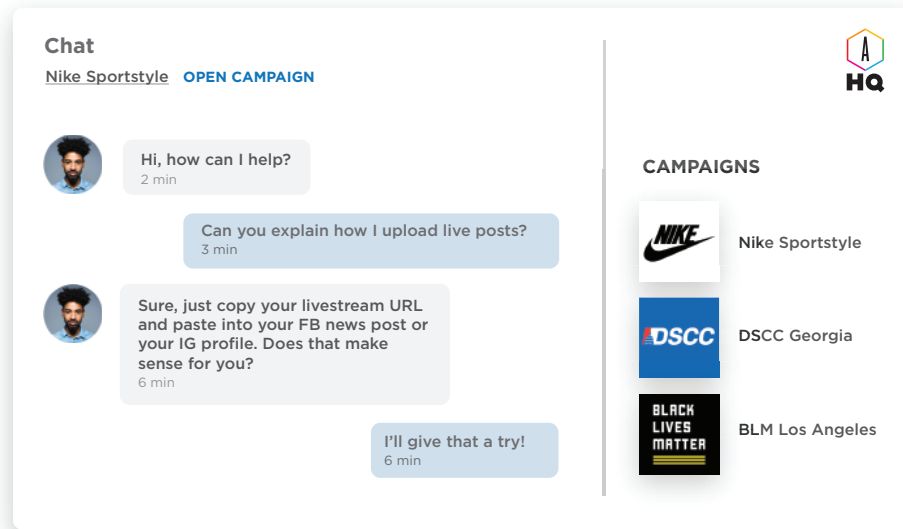 Chat
Nike Sportstyle OPEN CAMPAIGN
Hi, how can I help?
2 min
Can you explain how I upload live posts?
3 min
Sure, just copy your livestream URL
and paste into your FB news post or
your IG profile. Does that make
sense for you?
6 min
I'll give that a try!
6 min
A
HQ
CAMPAIGNS
NIKE
Nike Sportstyle
DSCC
DSCC Georgia
BLACK
LIVES
MATTER
BLM Los Angeles